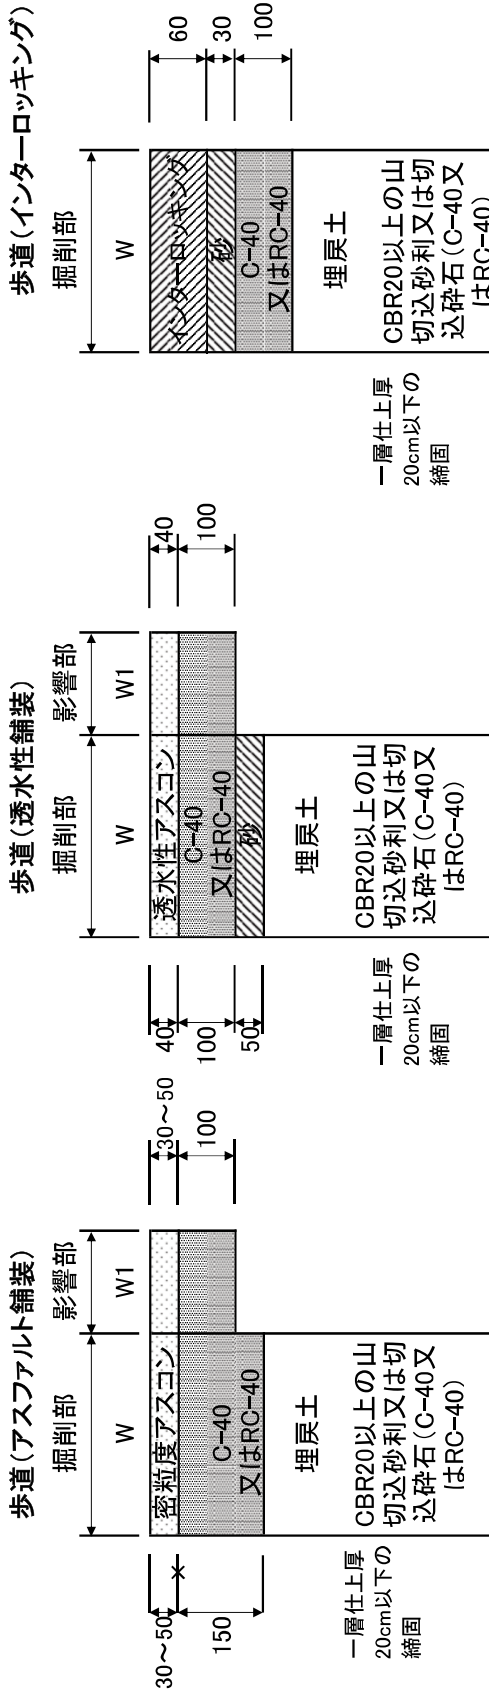 歩道(アスファルト舗装)
掘削部
影響部
W
W1
密粒度アスコン
C-40
又はRC-40
埋戻土
CBR20以上の山
切込砂利又は切
込砕石(C-40又
はRC-40)
30～50
150
30～50
100
一層仕上厚
20cm以下の
締固
歩道(透水性舗装)
掘削部
影響部
W
W1
透水性アスコン
C-40
又はRC-40
砂
埋戻土
CBR20以上の山
切込砂利又は切
込砕石(C-40又
はRC-40)
40
100
50
40
100
一層仕上厚
20cm以下の
締固
歩道(インターロッキング)
掘削部
W
インターロッキング
砂
C-40
又はRC-40
埋戻土
CBR20以上の山
切込砂利又は切
込砕石(C-40又
はRC-40
60
30
100
一層仕上厚
20cm以下の
締固